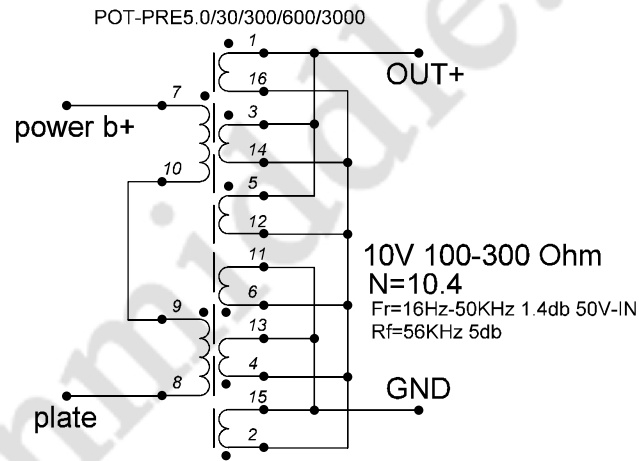 POT-PRE5.0/30/300/600/3000
1
OUT+
16
7
power b+
3
14
10
5
12
11
10V 100-300 Ohm
N=10.4
6
Fr=16Hz-50KHz 1.4db 50V-IN
9
13
Rf=56KHz 5db
4
8
GND
15
plate
2